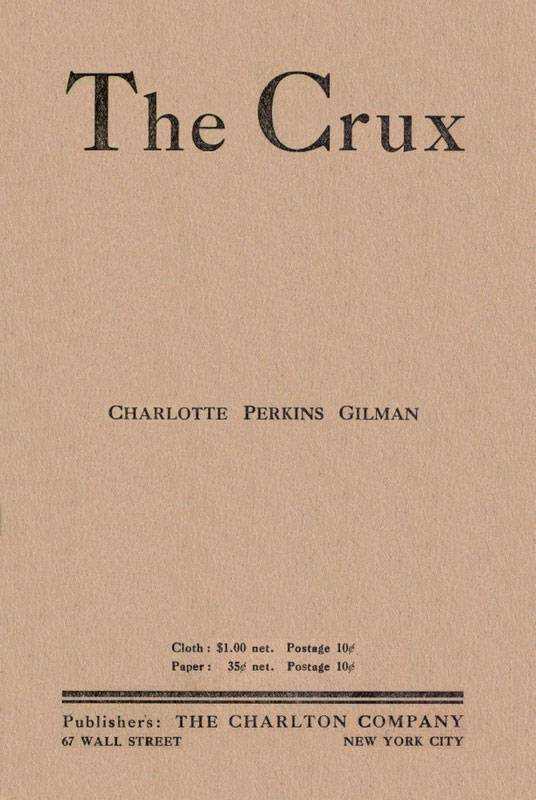 The Crux
CHARLOTTE PERKINS GILMAN
Cloth: $1.00 net. Postage 10¢
Paper: 35¢ net. Postage 10¢
Publishers: THE CHARLTON COMPANY
67 WALL STREET NEW YORK CITY